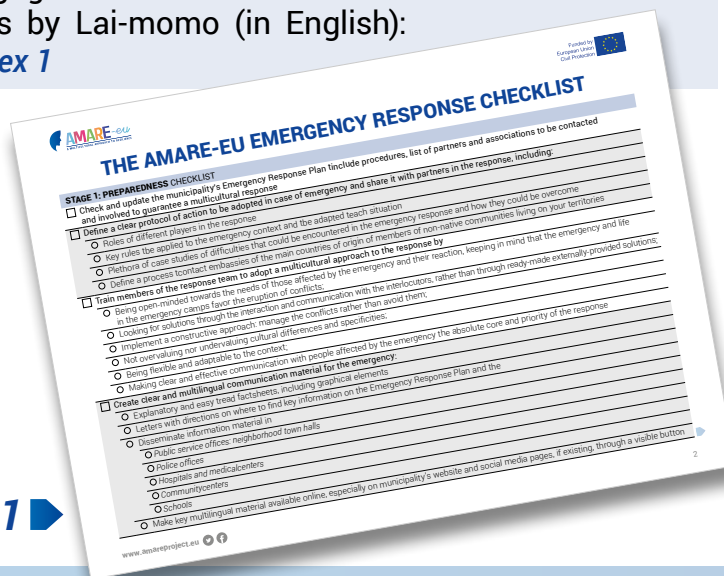 s by Lai-momo (in English):
ex 1
Funded by
European Union
Civil Protection
AMARE-eu
THE AMARE-EU EMERGENCY RESPONSE CHECKLIST
STAGE 1: PREPAREDNESS CHECKLIST
Check and update the municipality's Emergency Response Plan tinclude procedures, list of partners and associations to be contacted
and involved to guarantee a multicultural response
Define a clear protocol of action to be adopted in case of emergency and share it with partners in the response, including:
Roles of different players in the response
Key rules the applied to the emergency context and the adapted teach situation
Plethora of case studies of difficulties that could be encountered in the emergency response and how they could be overcome
Define a process tcontact embassies of the main countries of origin of members of non-native communities living on your territories
Train members of the response team to adopt a multicultural approach to the response by
Being open-minded towards the needs of those affected by the emergency and their reaction, keeping in mind that the emergency and life
in the emergency camps favor the eruption of conflicts;
Looking for solutions through the interaction and communication with the interlocutors, rather than through ready-made externally-provided solutions;
Implement a constructive approach: manage the conflicts rather than avoid them;
Not overvaluing nor undervaluing cultural differences and specificities;
Being flexible and adaptable to the context;
Making clear and effective communication with people affected by the emergency the absolute core and priority of the response
Create clear and multilingual communication material for the emergency:
Explanatory and easy tread factsheets, including graphical elements
Letters with directions on where to find key information on the Emergency Response Plan and the
Disseminate information material in
Public service offices: neighborhood town halls
Police offices
Hospitals and medicalcenters
Communitycenters
Schools
Make key multilingual material available online, especially on municipality's website and social media pages, if existing, through a visible button
2
1
www.amareproject.eu